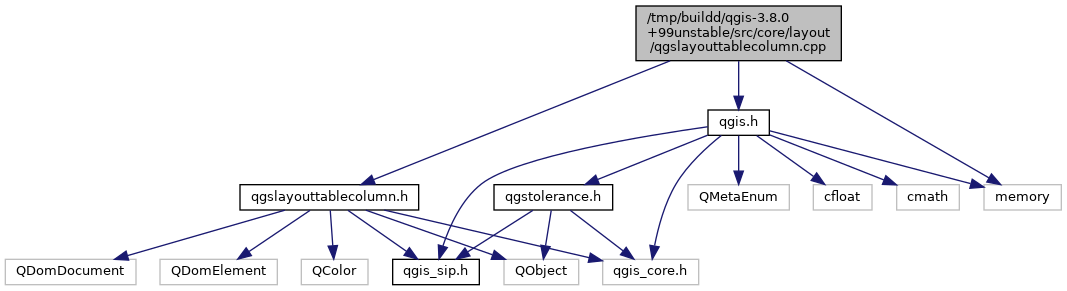 /tmp/buildd/qgis-3.8.0
+99unstable/src/core/layout
/qgslayouttablecolumn.cpp
qgis.h
qgslayouttablecolumn.h
qgstolerance.h
QMetaEnum
cfloat
cmath
memory
QDomDocument
QDomElement
QColor
qgis_sip.h
QObject
qgis_core.h